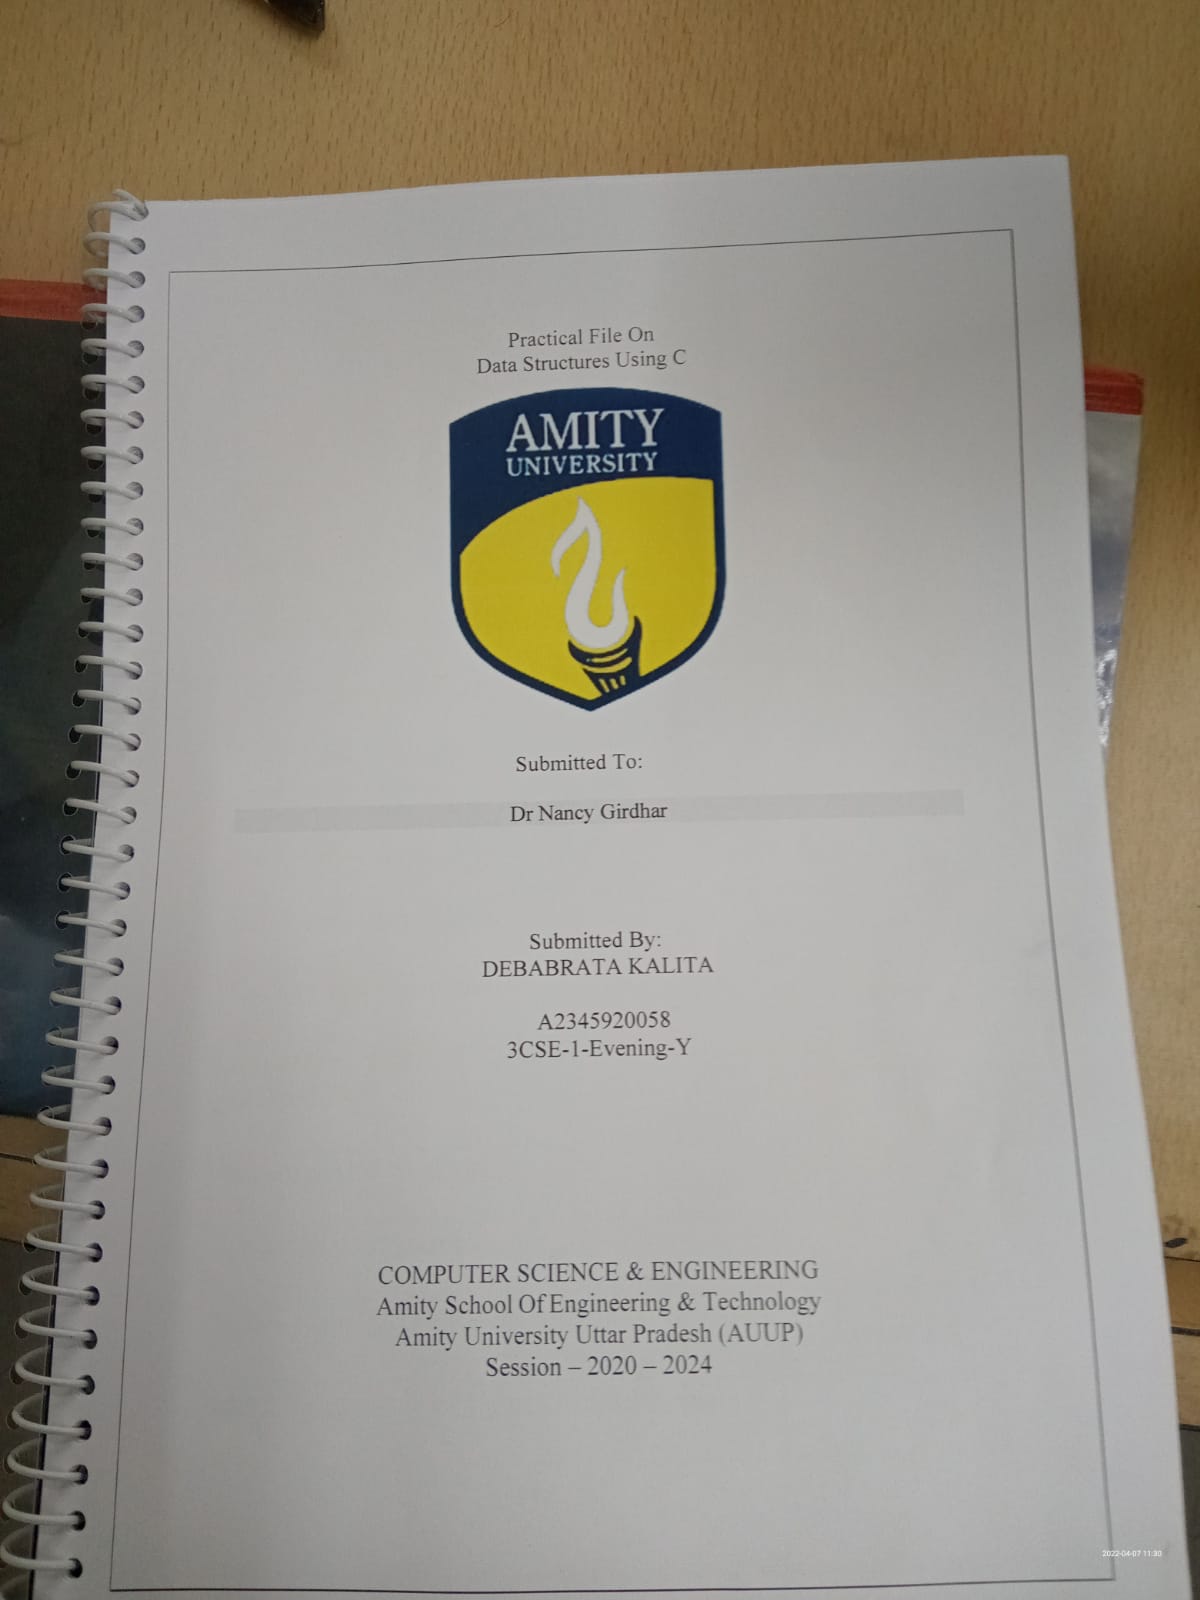 Practical File On
Data Structures Using C
AMITY
UNIVERSITY
Submitted To:
Dr Nancy Girdhar
Submitted By:
DEBABRATA KALITA
A2345920058
3CSE-1-Evening-Y
COMPUTER SCIENCE & ENGINEERING
Amity School Of Engineering & Technology
Amity University Uttar Pradesh (AUUP)
Session – 2020 – 2024
2022-04-07 11:30